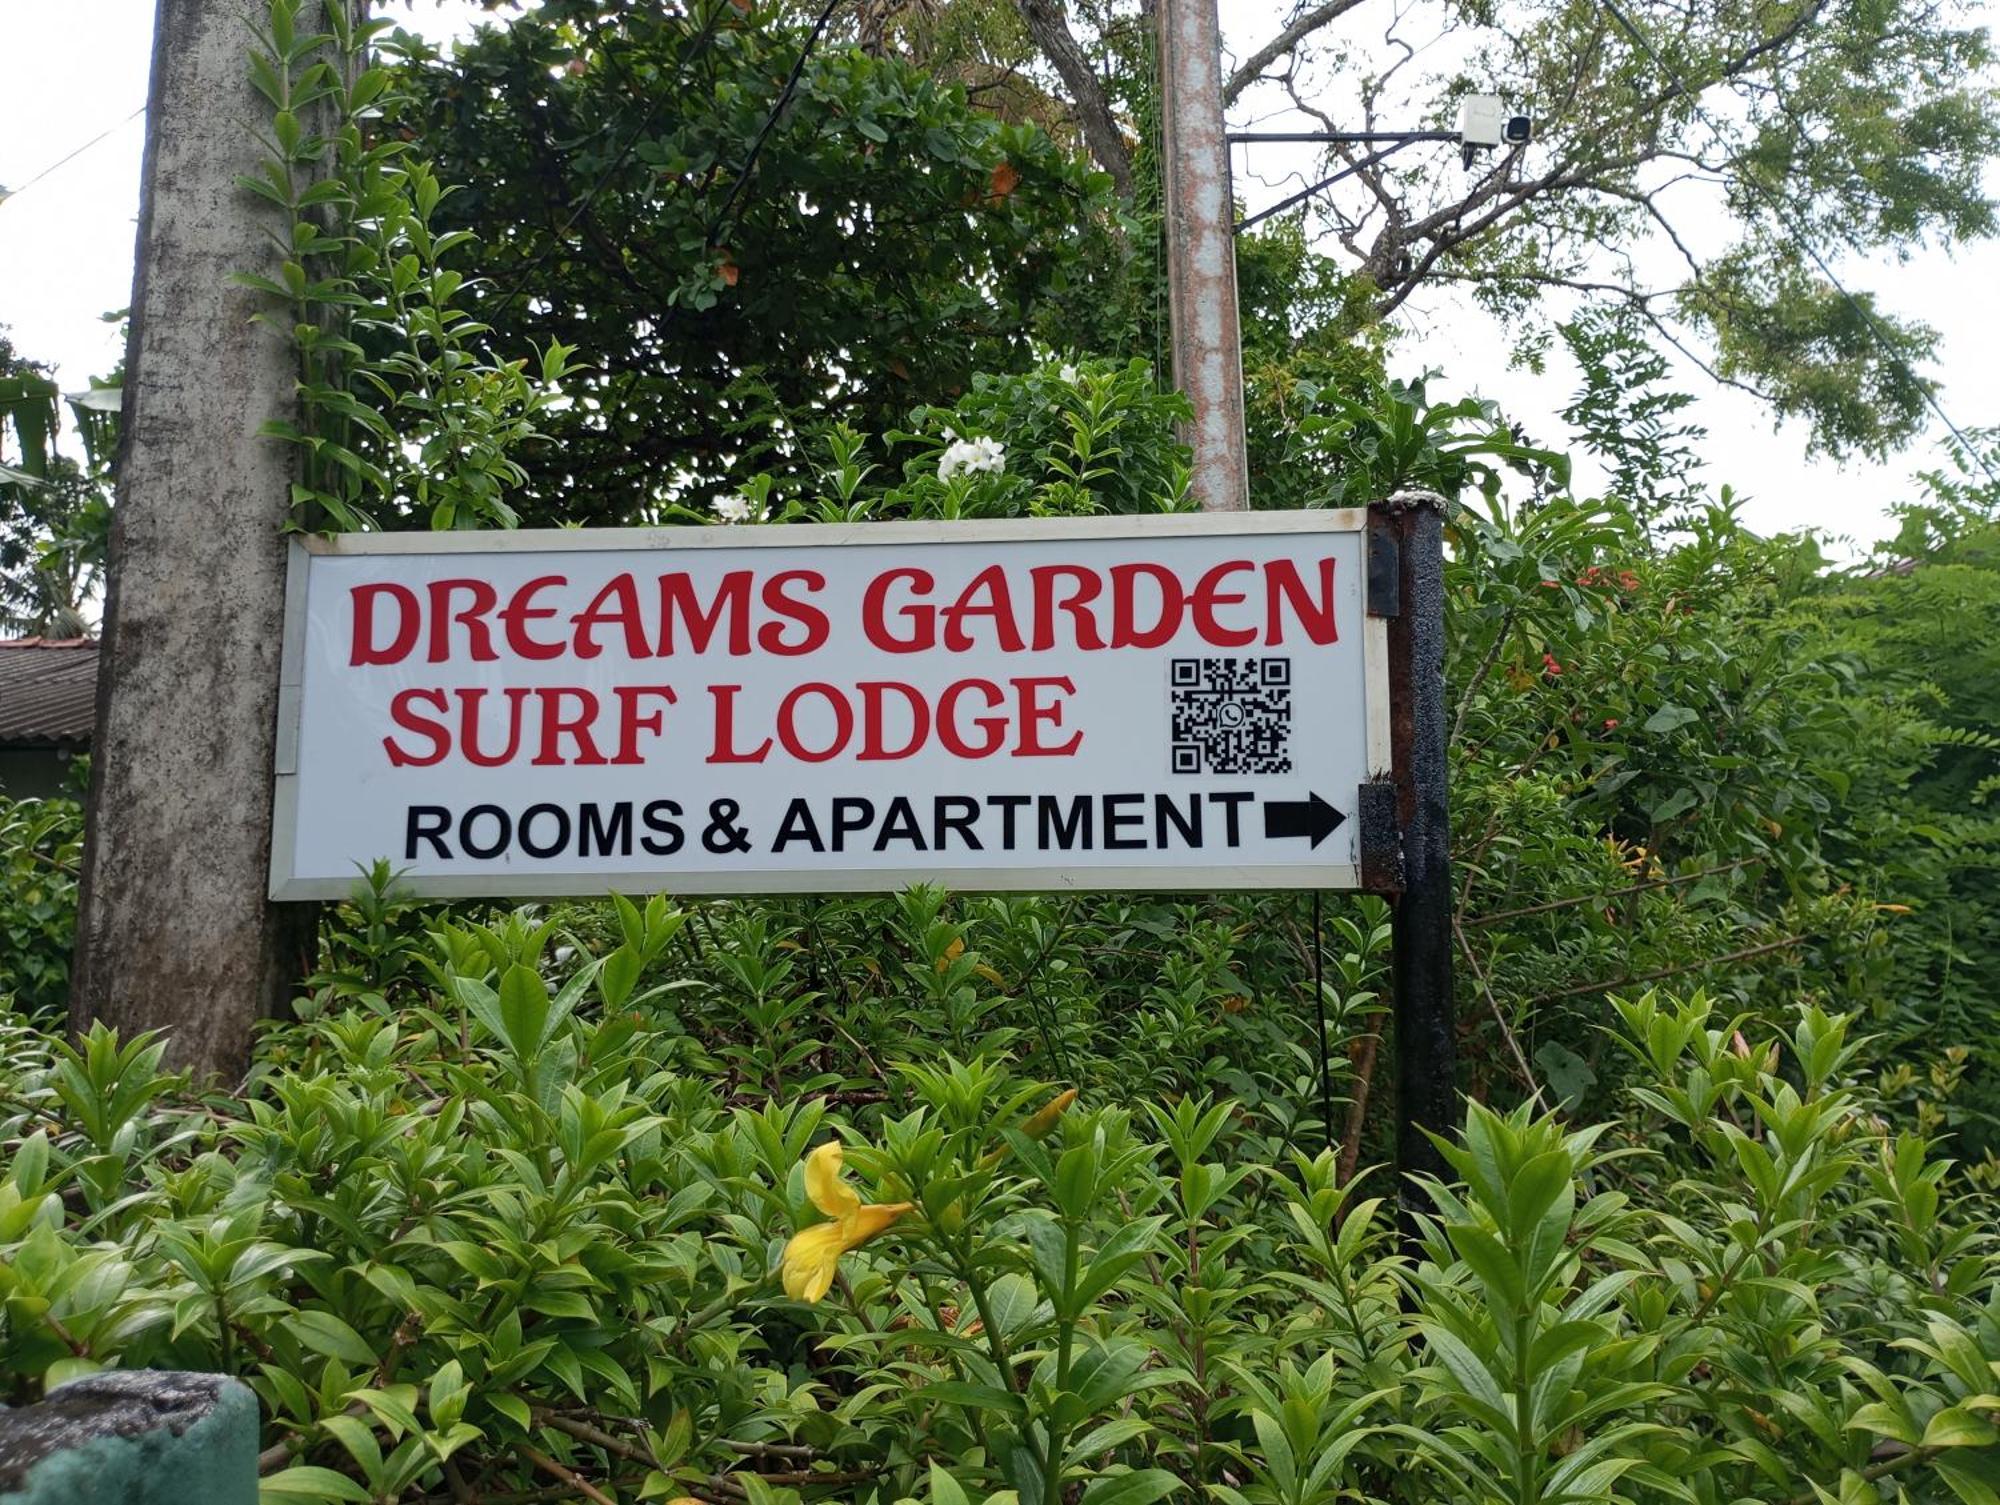 DREAMS GARDEN
SURF LODGE
ROOMS & APARTMENT